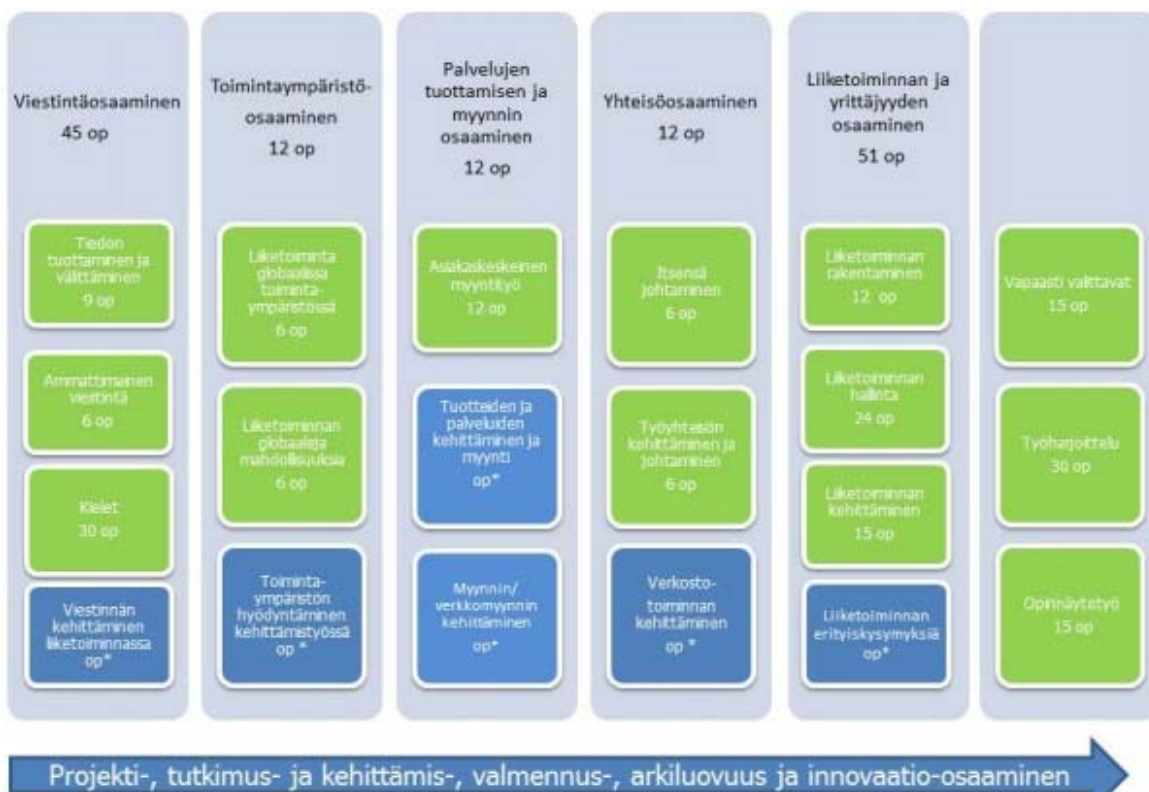 Viestintäosaaminen
45 op
Tiedon
tuottaminen ja
välittäminen
9 op
Ammattimainen
viestintä
6 op
Kielet
30 op
Viestinnän
kehittäminen
liiketoiminnassa
op*
Toimintaympäristö-
osaaminen
12 op
Liiketoiminta
globaalissa
toiminta-
ympäristössä
6 op
Liiketoiminnan
globaaleja
mahdollisuuksia
6 op
Toiminta-
ympäristön
hyödyntäminen
kehittämistyössä
op *
Palvelujen
tuottamisen ja
myynnin
osaaminen
12 op
Asiakaskeskeinen
myyntityö
12 op
Tuotteiden ja
palveluiden
kehittäminen ja
myynti
op*
Myynnin/
verkkomyynnin
kehittäminen
op*
Yhteisöosaaminen
12 op
Itsensä
johtaminen
6 op
Työyhteisön
kehittäminen ja
johtaminen
6 op
Verkosto-
toiminnan
kehittäminen
op *
Liiketoiminnan ja
yrittäjyyden
osaaminen
51 op
Liiketoiminnan
rakentaminen
12 op
Liiketoiminnan
hallinta
24 op
Liiketoiminnan
kehittäminen
15 op
Liiketoiminnan
erityiskysymyksiä
op*
Vapaasti valittavat
15 op
Työharjoittelu
30 op
Opinnäytetyö
15 op
Projekti-, tutkimus- ja kehittämis-, valmennus-, arkiluovuus ja innovaatio-osaaminen